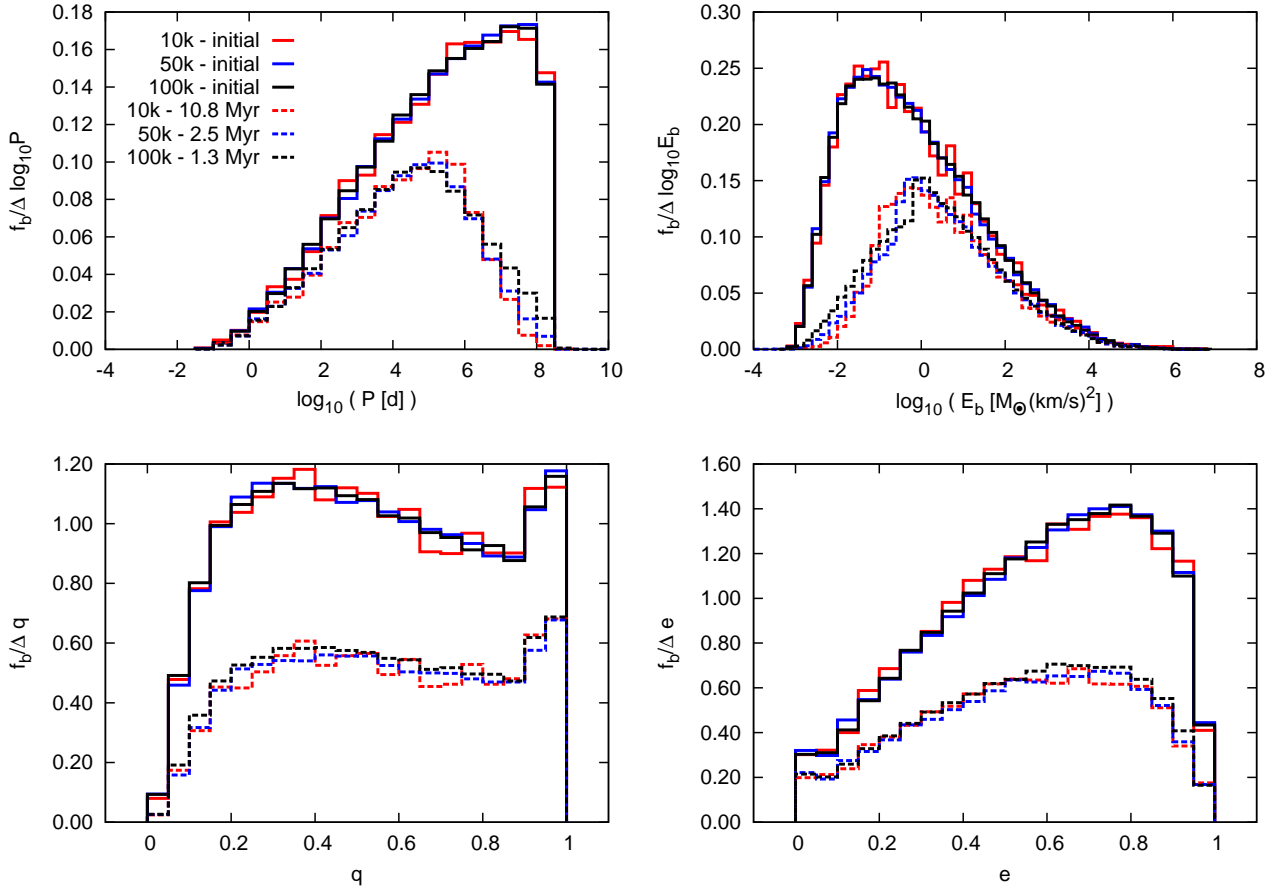 f_b/Δ log₁₀P
0.18
0.16
0.14
0.12
0.10
0.08
0.06
0.04
0.02
0.00
10k - initial
50k - initial
100k - initial
10k - 10.8 Myr
50k - 2.5 Myr
100k - 1.3 Myr
-4 -2 0 2 4 6 8 10
log₁₀ ( P [d] )
f_b/Δ log₁₀E_b
0.30
0.25
0.20
0.15
0.10
0.05
0.00
-4 -2 0 2 4 6 8
log₁₀ ( E_b [M☉(km/s)²] )
f_b/Δ q
1.20
1.00
0.80
0.60
0.40
0.20
0.00
0 0.2 0.4 0.6 0.8 1
q
f_b/Δ e
1.60
1.40
1.20
1.00
0.80
0.60
0.40
0.20
0.00
0 0.2 0.4 0.6 0.8 1
e